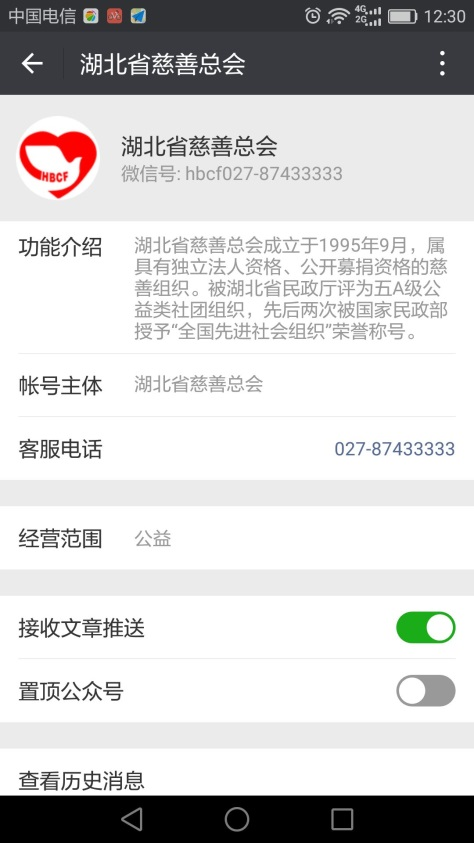 中国电信 4G 2G 12:30
湖北省慈善总会
HBCF
湖北省慈善总会
微信号: hbcf027-87433333
功能介绍 湖北省慈善总会成立于1995年9月，属
具有独立法人资格、公开募捐资格的慈
善组织。被湖北省民政厅评为五A级公
益类社团组织，先后两次被国家民政部
授予“全国先进社会组织”荣誉称号。
帐号主体 湖北省慈善总会
客服电话 027-87433333
经营范围 公益
接收文章推送
置顶公众号
查看历史消息